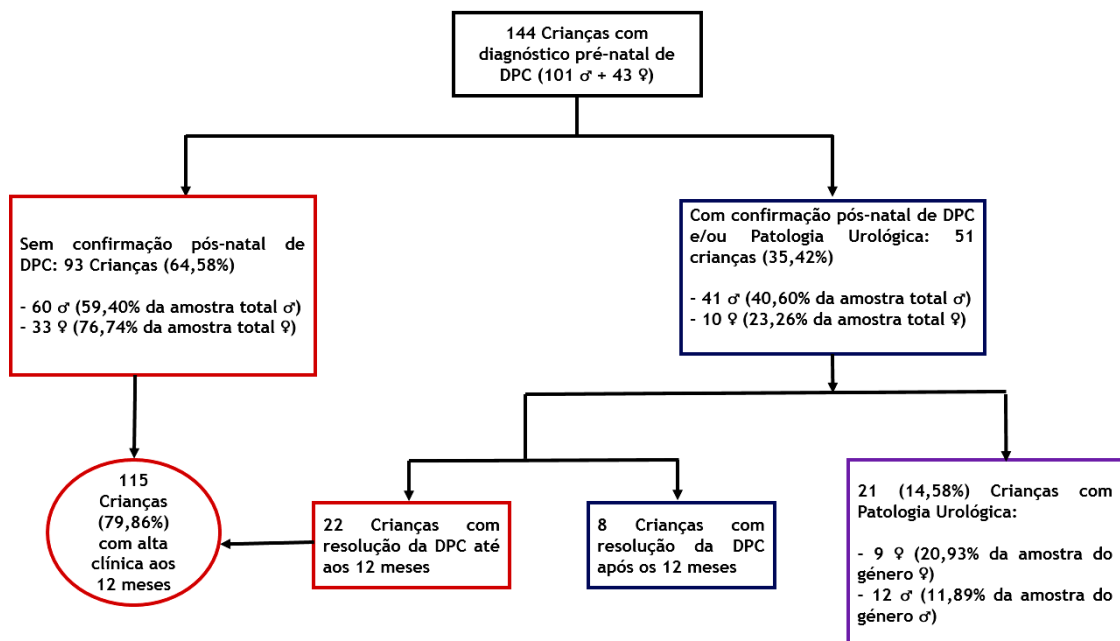 144 Crianças com
diagnóstico pré-natal de
DPC (101 ♂ + 43 ♀)
Sem confirmação pós-natal de
DPC: 93 Crianças (64,58%)
- 60 ♂ (59,40% da amostra total ♂)
- 33 ♀ (76,74% da amostra total ♀)
Com confirmação pós-natal de DPC
e/ou Patologia Urológica: 51
crianças (35,42%)
- 41 ♂ (40,60% da amostra total ♂)
- 10 ♀ (23,26% da amostra total ♀)
115
Crianças
(79,86%)
com alta
clínica aos
12 meses
22 Crianças com
resolução da DPC até
aos 12 meses
8 Crianças com
resolução da DPC
após os 12 meses
21 (14,58%) Crianças com
Patologia Urológica:
- 9 ♀ (20,93% da amostra do
género ♀)
- 12 ♂ (11,89% da amostra do
género ♂)